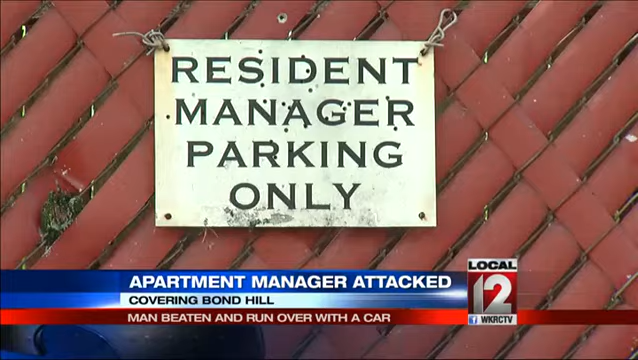 RESIDENT
MANAGER
PARKING
ONLY
APARTMENT MANAGER ATTACKED
COVERING BOND HILL
MAN BEATEN AND RUN OVER WITH A CAR
LOCAL
12
WKRCTV